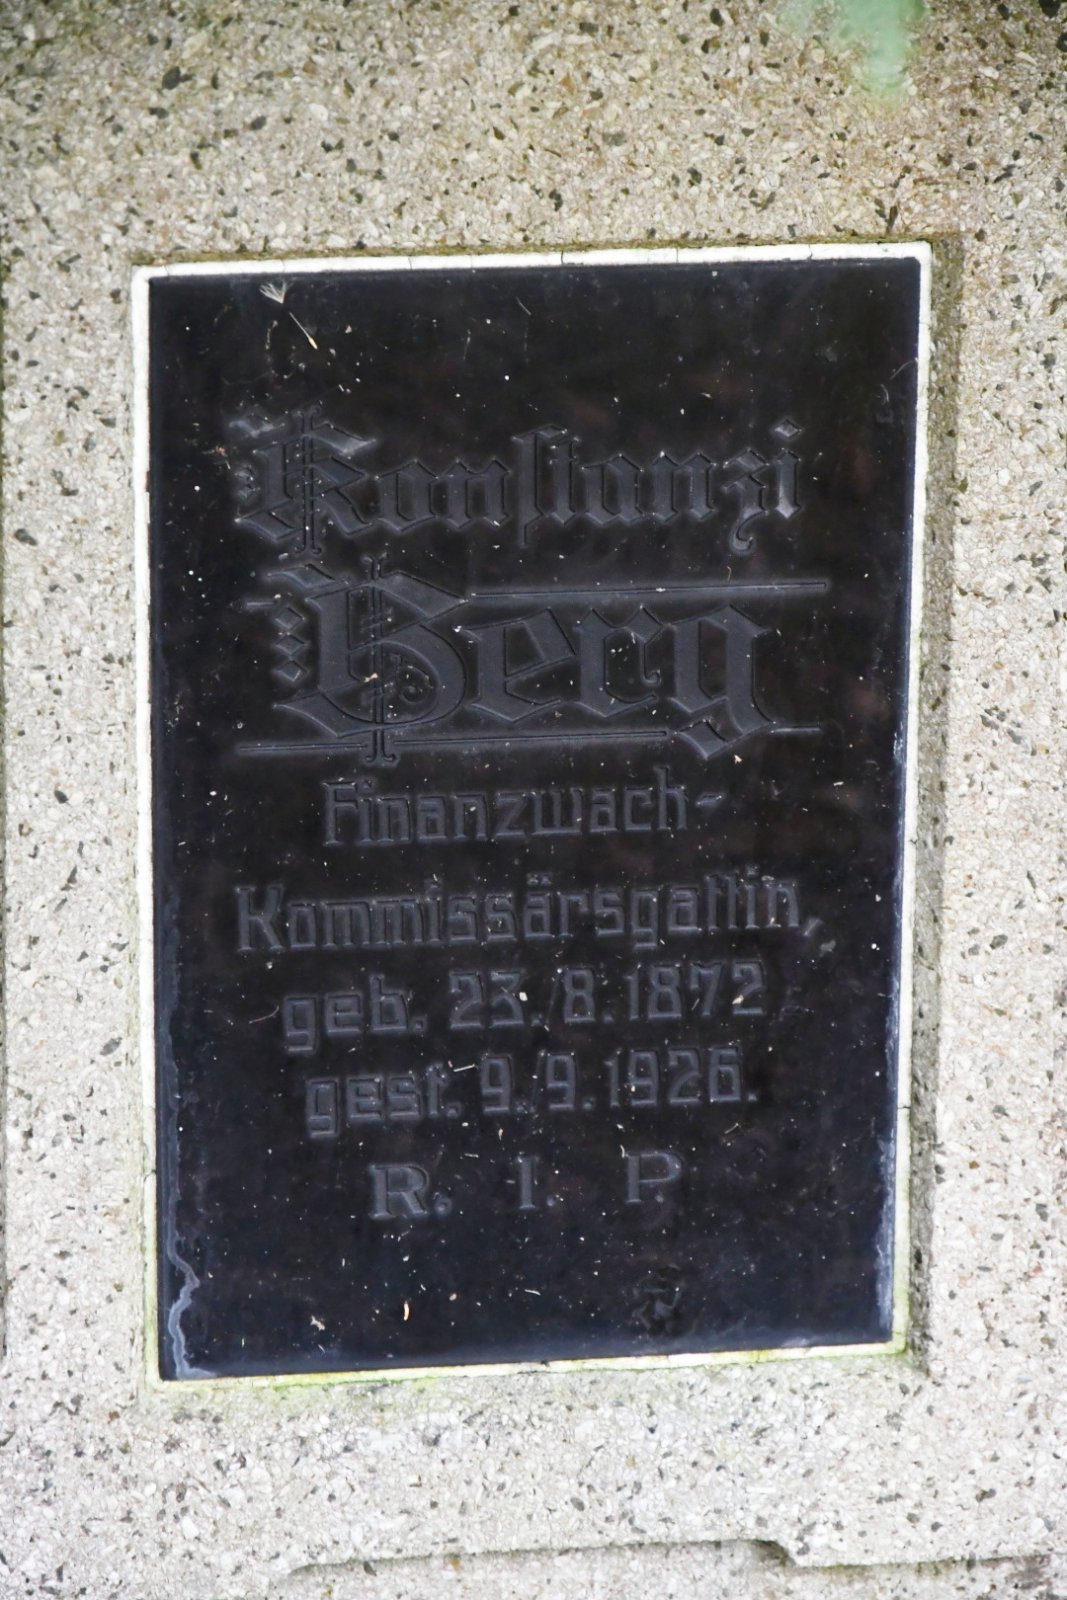 Konstanzi
Berg
Finanzwach-
Kommissärsgattin,
geb. 23./8.1872
gest. 9./9.1926.
R. I. P.